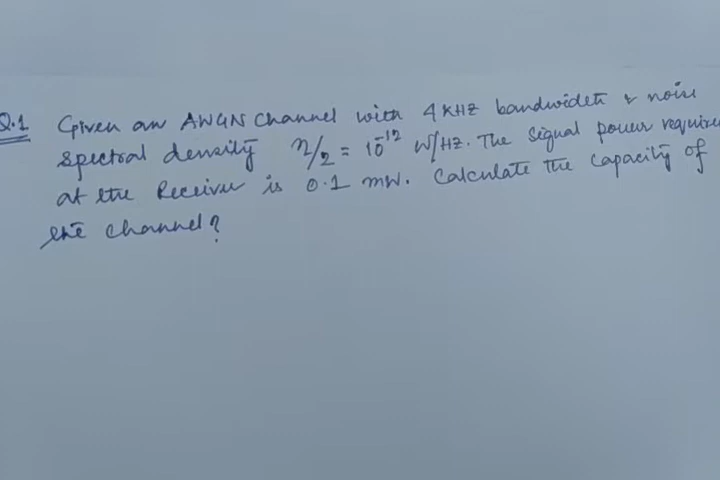 Q.1 Given an AWGN Channel with 4 KHZ bandwidth & noise
spectral density η/2 = 10⁻¹² W/HZ. The signal power require
at the Receiver is 0.1 mW. Calculate the capacity of
the channel?